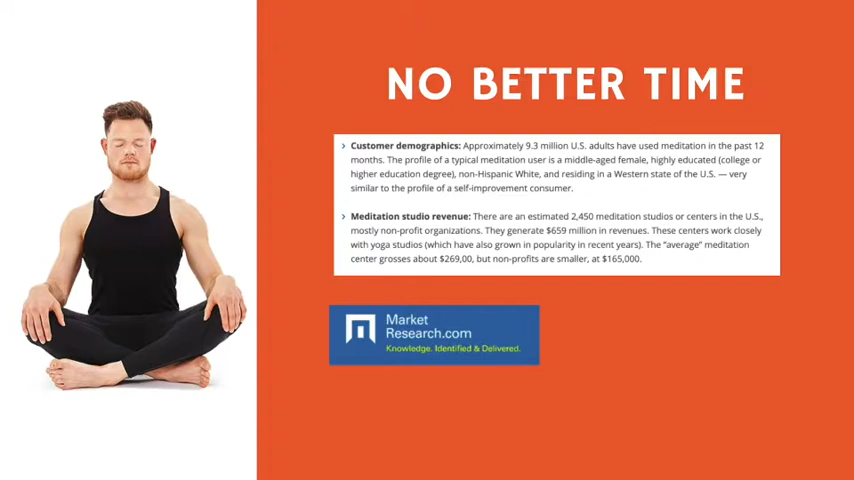 NO BETTER TIME
› Customer demographics: Approximately 9.3 million U.S. adults have used meditation in the past 12
months. The profile of a typical meditation user is a middle-aged female, highly educated (college or
higher education degree), non-Hispanic White, and residing in a Western state of the U.S. — very
similar to the profile of a self-improvement consumer.
› Meditation studio revenue: There are an estimated 2,450 meditation studios or centers in the U.S.,
mostly non-profit organizations. They generate $659 million in revenues. These centers work closely
with yoga studios (which have also grown in popularity in recent years). The “average” meditation
center grosses about $269,00, but non-profits are smaller, at $165,000.
Market
Research.com
Knowledge. Identified & Delivered.